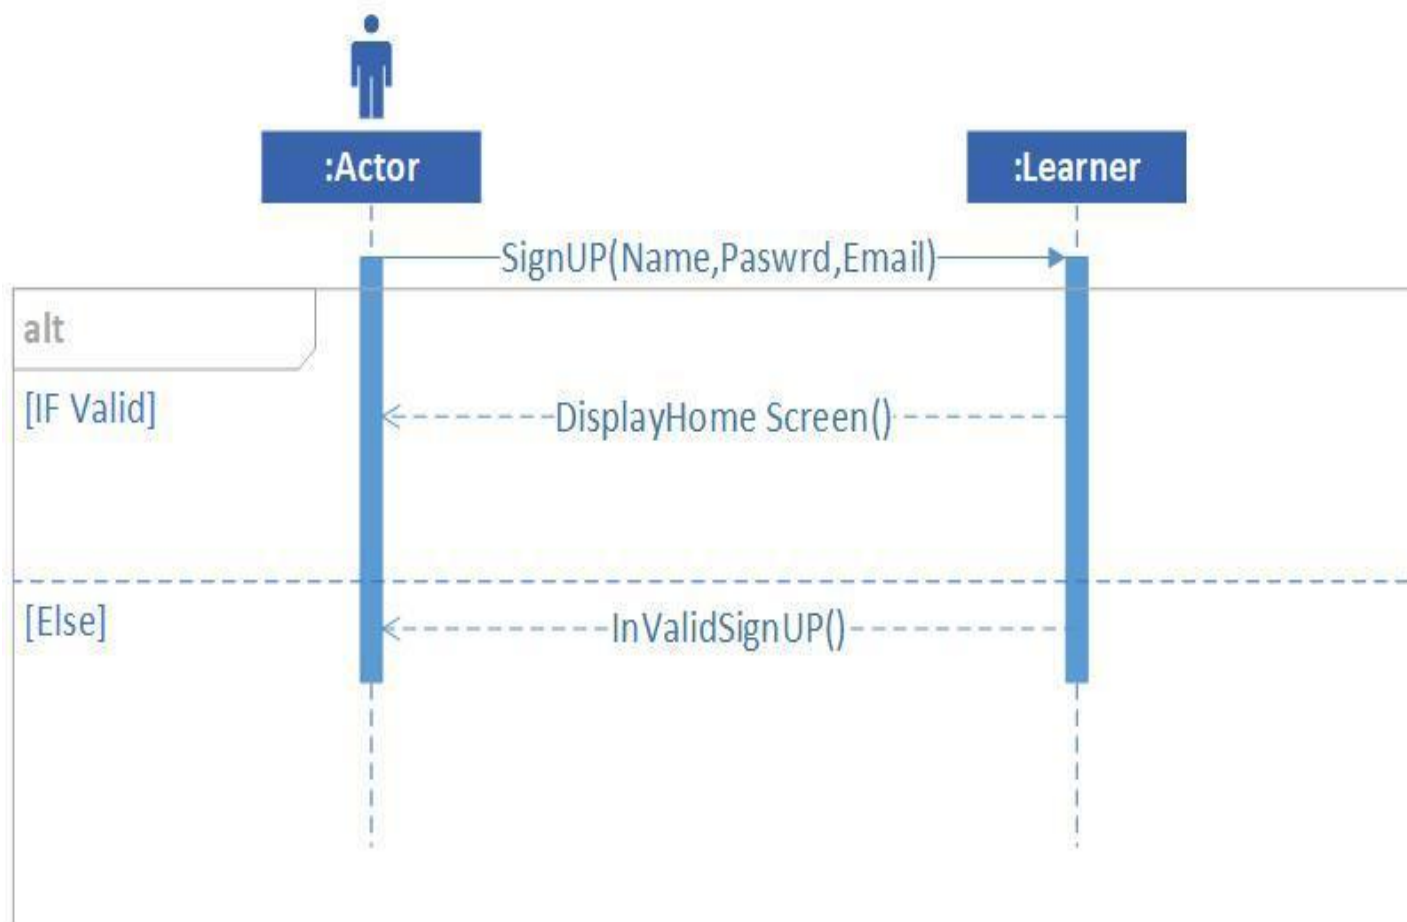 :Actor
:Learner
SignUP(Name,Paswrd,Email)
alt
[IF Valid]
DisplayHome Screen()
[Else]
InValidSignUP()